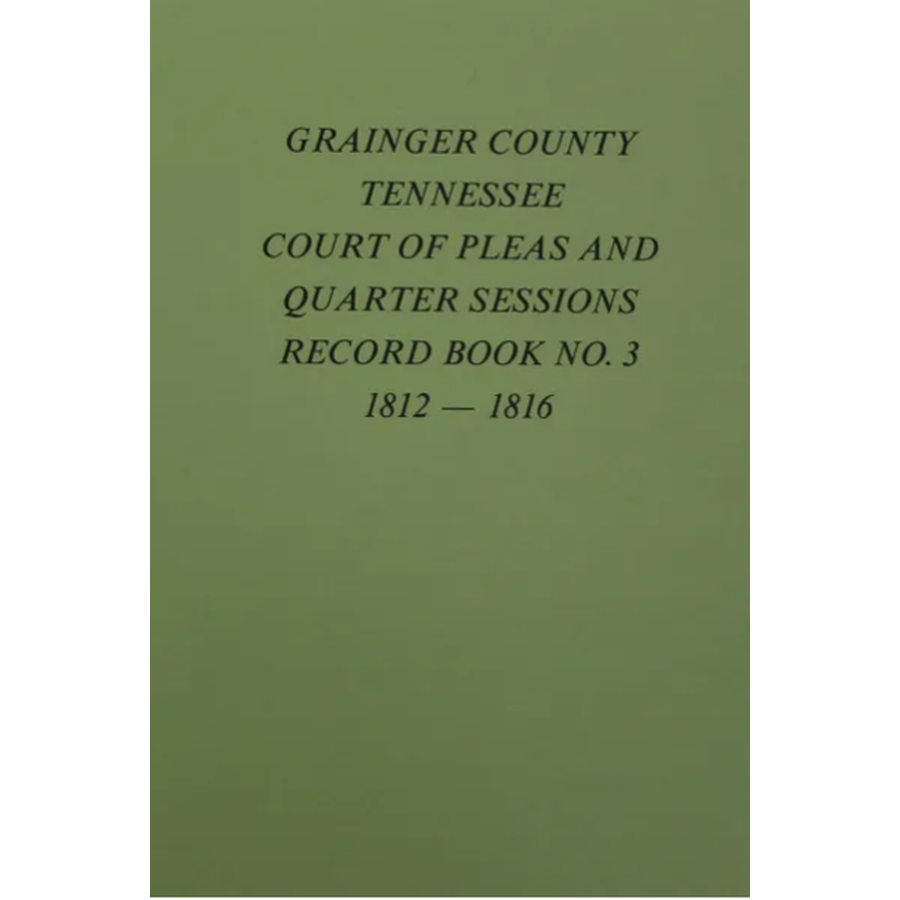 GRAINGER COUNTY
TENNESSEE
COURT OF PLEAS AND
QUARTER SESSIONS
RECORD BOOK NO. 3
1812 — 1816